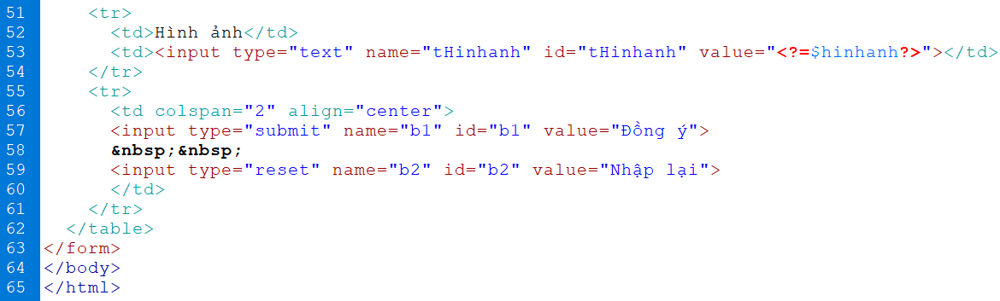 51 <tr>
52 <td>Hình ảnh</td>
53 <td><input type="text" name="tHinhanh" id="tHinhanh" value="<?=$hinhanh?>"></td>
54 </tr>
55 <tr>
56 <td colspan="2" align="center">
57 <input type="submit" name="b1" id="b1" value="Đồng ý">
58 &nbsp;&nbsp;
59 <input type="reset" name="b2" id="b2" value="Nhập lại">
60 </td>
61 </tr>
62 </table>
63 </form>
64 </body>
65 </html>